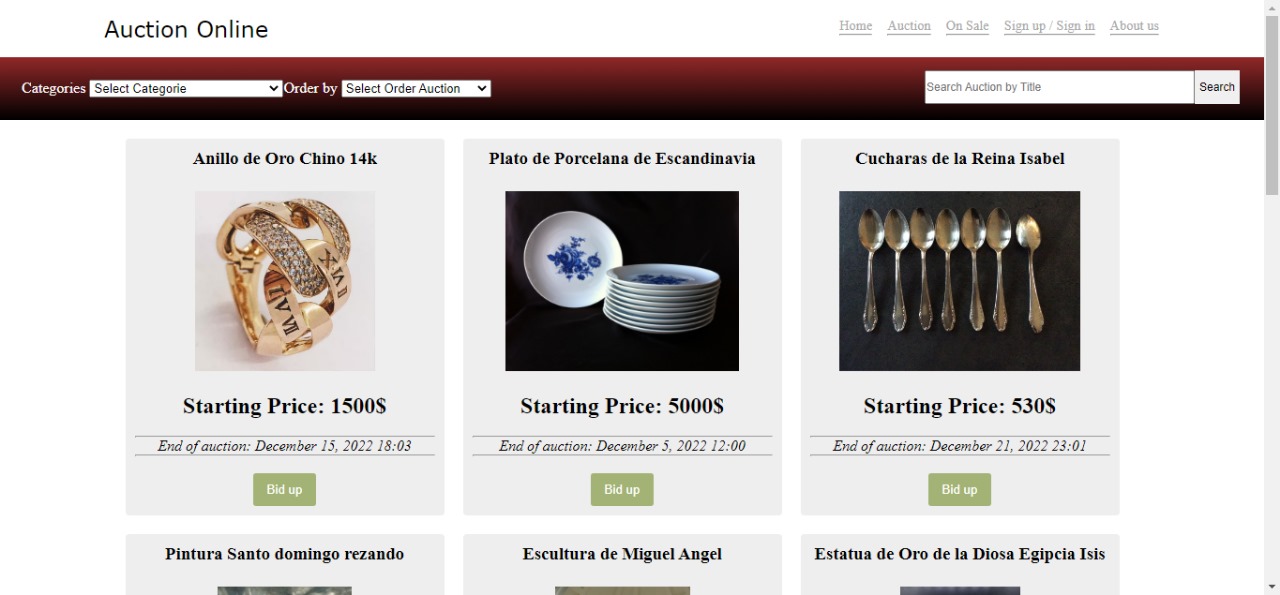 Auction Online
Home Auction On Sale Sign up / Sign in About us
Categories Select Categorie Order by Select Order Auction Search Auction by Title Search
Anillo de Oro Chino 14k
Plato de Porcelana de Escandinavia
Cucharas de la Reina Isabel
Starting Price: 1500$
Starting Price: 5000$
Starting Price: 530$
End of auction: December 15, 2022 18:03
End of auction: December 5, 2022 12:00
End of auction: December 21, 2022 23:01
Bid up
Bid up
Bid up
Pintura Santo domingo rezando
Escultura de Miguel Angel
Estatua de Oro de la Diosa Egipcia Isis